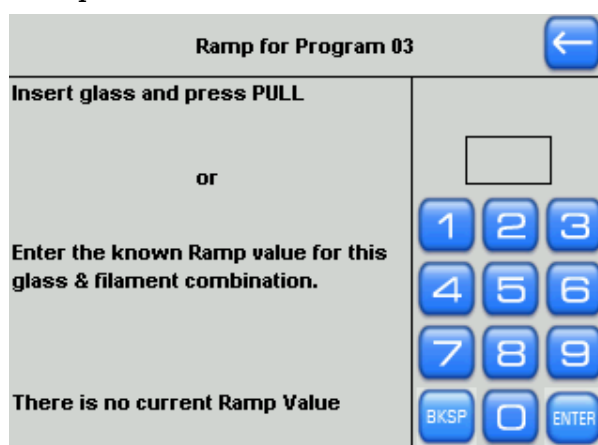 Ramp for Program 03
Insert glass and press PULL
or
Enter the known Ramp value for this
glass & filament combination.
There is no current Ramp Value
1 2 3
4 5 6
7 8 9
BKSP 0 ENTER